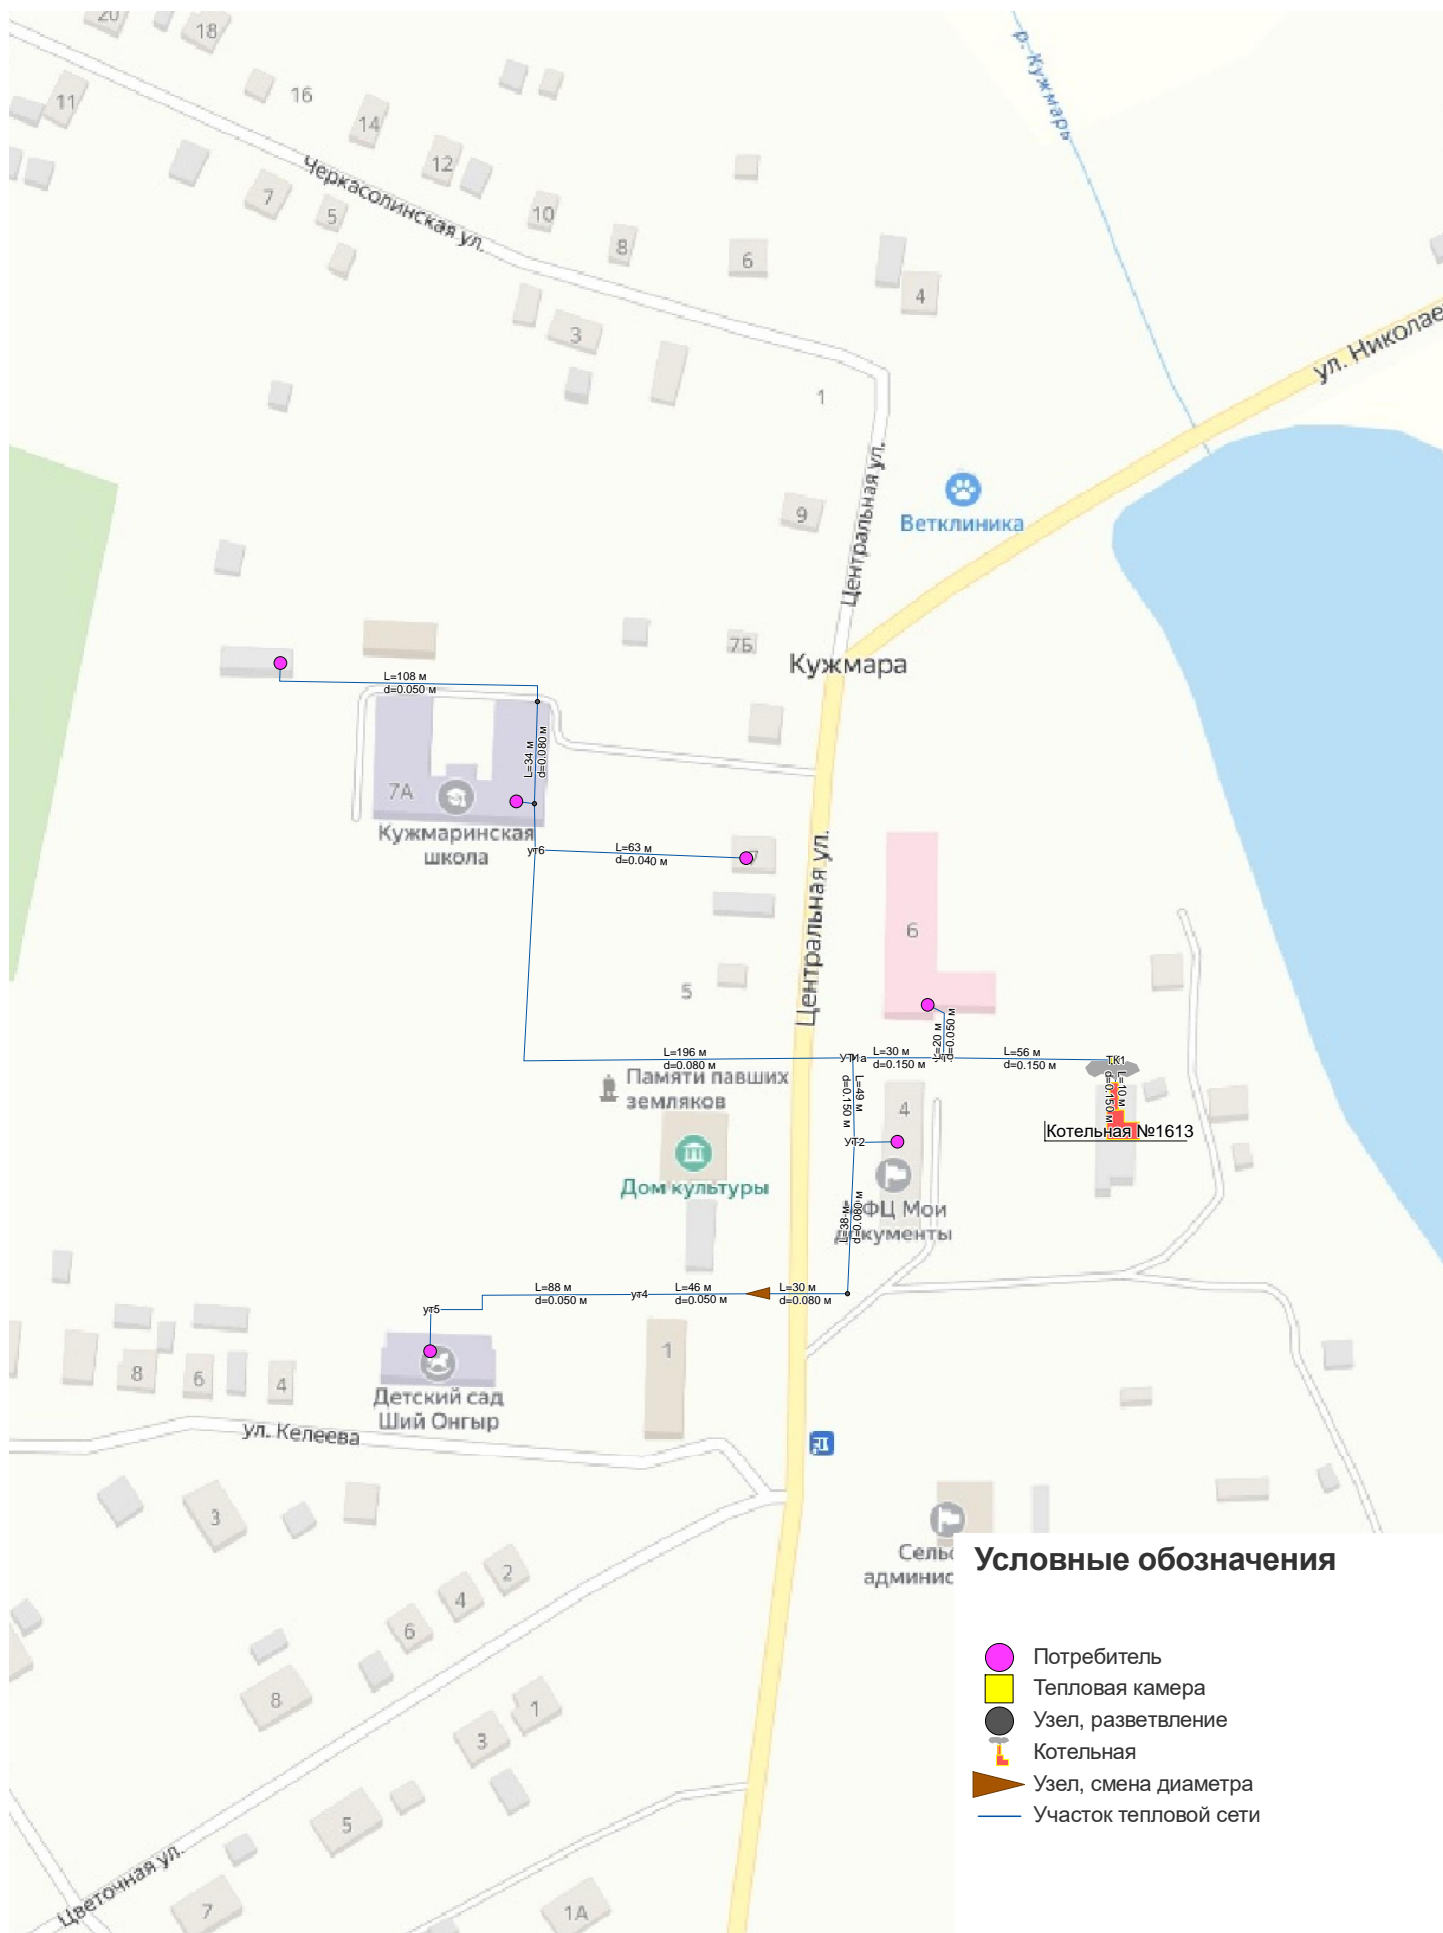 20
18
р. Кужмарь
11
16
14
12
7
5
Черкасолинская ул.
10
8
6
4
3
1
ул. Николае
Центральная ул.
9
Ветклиника
7Б
Кужмара
L=108 м
d=0.050 м
L=34 м
d=0.080 м
7А
Кужмаринская
школа
ут6
L=63 м
d=0.040 м
7
Центральная ул.
6
5
L=20 м
d=0.050 м
L=196 м
d=0.080 м
УТ1а
L=30 м
d=0.150 м
L=56 м
d=0.150 м
ТК1
L=10 м
d=0.150 м
Памяти павших
земляков
L=49 м
d=0.150 м
4
Котельная №1613
УТ2
Дом культуры
L=38 м
d=0.080 м
МФЦ Мои
документы
L=88 м
d=0.050 м
ут4
L=46 м
d=0.050 м
L=30 м
d=0.080 м
ут5
1
8
6
4
Детский сад
Ший Онгыр
ул. Келеева
3
Сельс
админис
2
4
6
8
1
3
5
Цветочная ул.
7
1А
Условные обозначения
Потребитель
Тепловая камера
Узел, разветвление
Котельная
Узел, смена диаметра
Участок тепловой сети